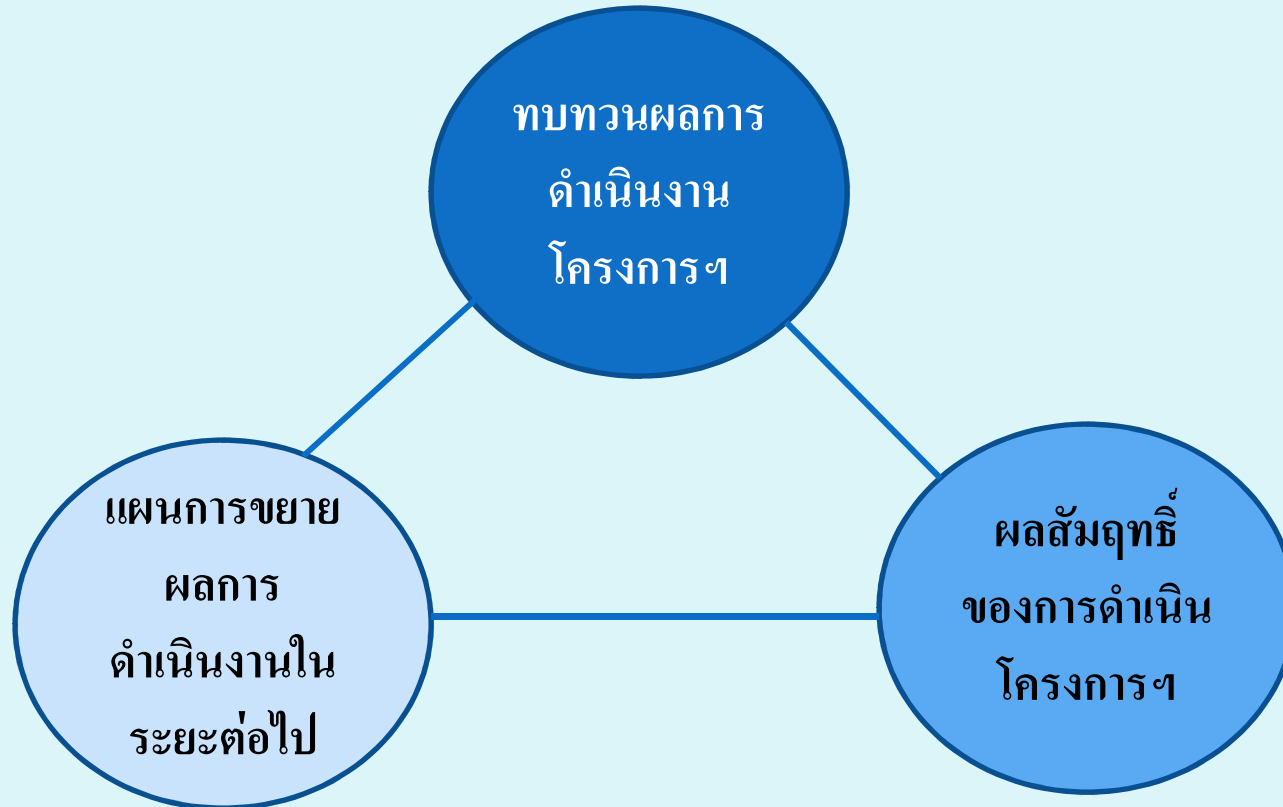 ทบทวนผลการ
ดำเนินงาน
โครงการฯ
แผนการขยาย
ผลการ
ดำเนินงานใน
ระยะต่อไป
ผลสัมฤทธิ์
ของการดำเนิน
โครงการฯ